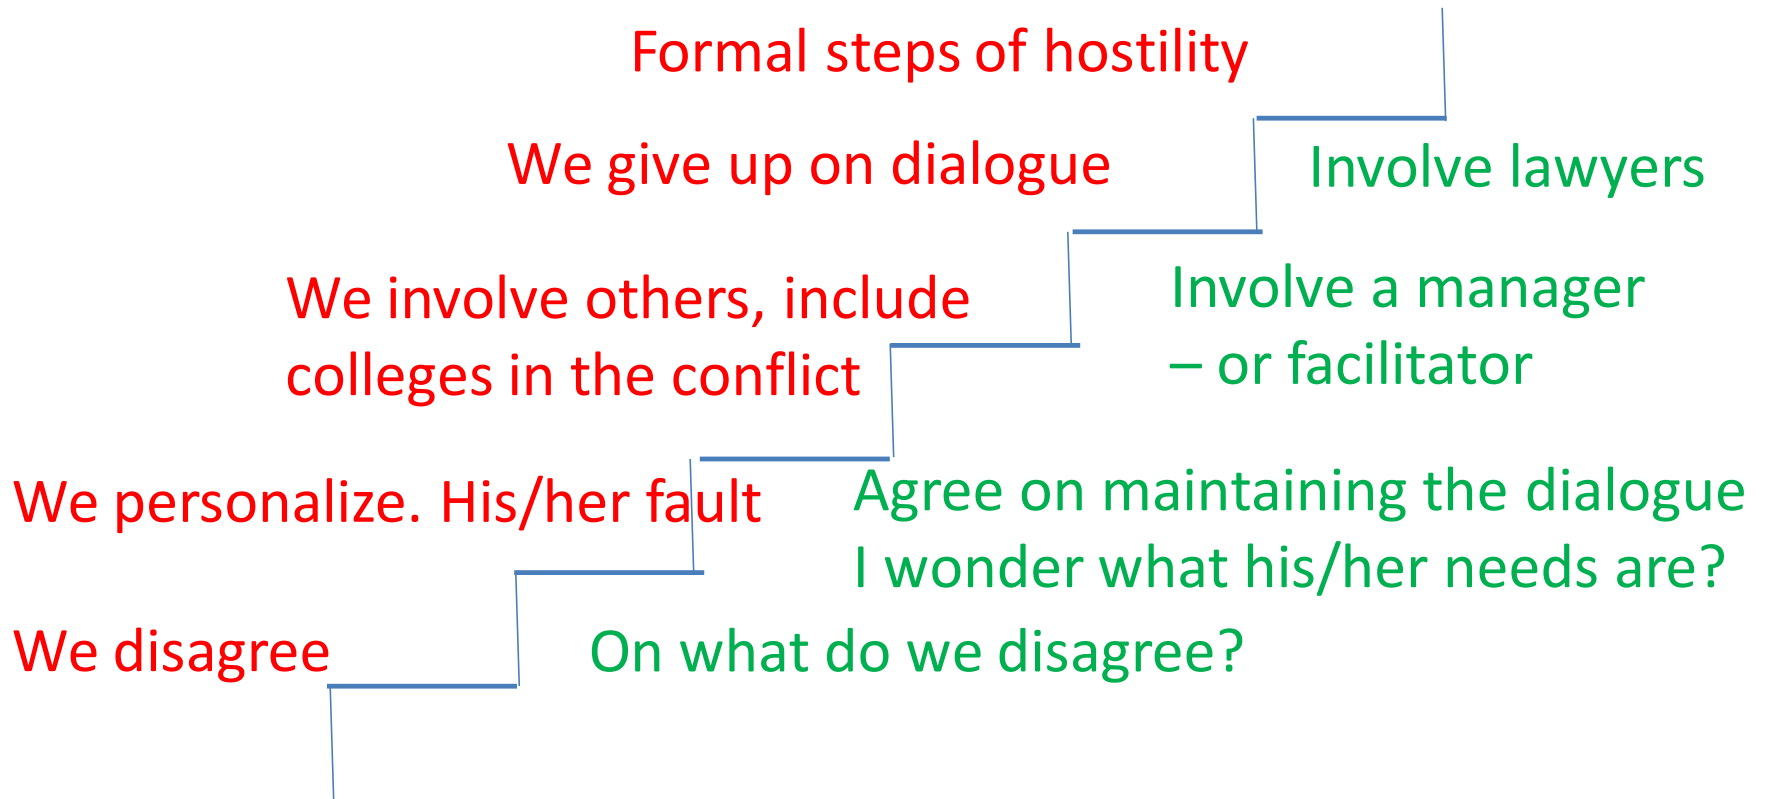 Formal steps of hostility
We give up on dialogue
Involve lawyers
We involve others, include
colleges in the conflict
Involve a manager
– or facilitator
We personalize. His/her fault
Agree on maintaining the dialogue
I wonder what his/her needs are?
We disagree
On what do we disagree?